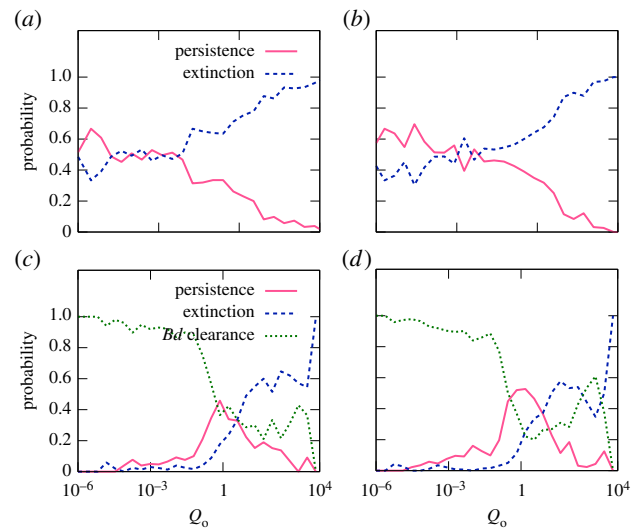 (a)
(b)
persistence
extinction
persistence
extinction
probability
1.0
0.8
0.6
0.4
0.2
0
(c)
(d)
persistence
extinction
Bd clearance
probability
1.0
0.8
0.6
0.4
0.2
0
10⁻⁶ 10⁻³ 1 10⁴
10⁻⁶ 10⁻³ 1 10⁴
Qₒ
Qₒ